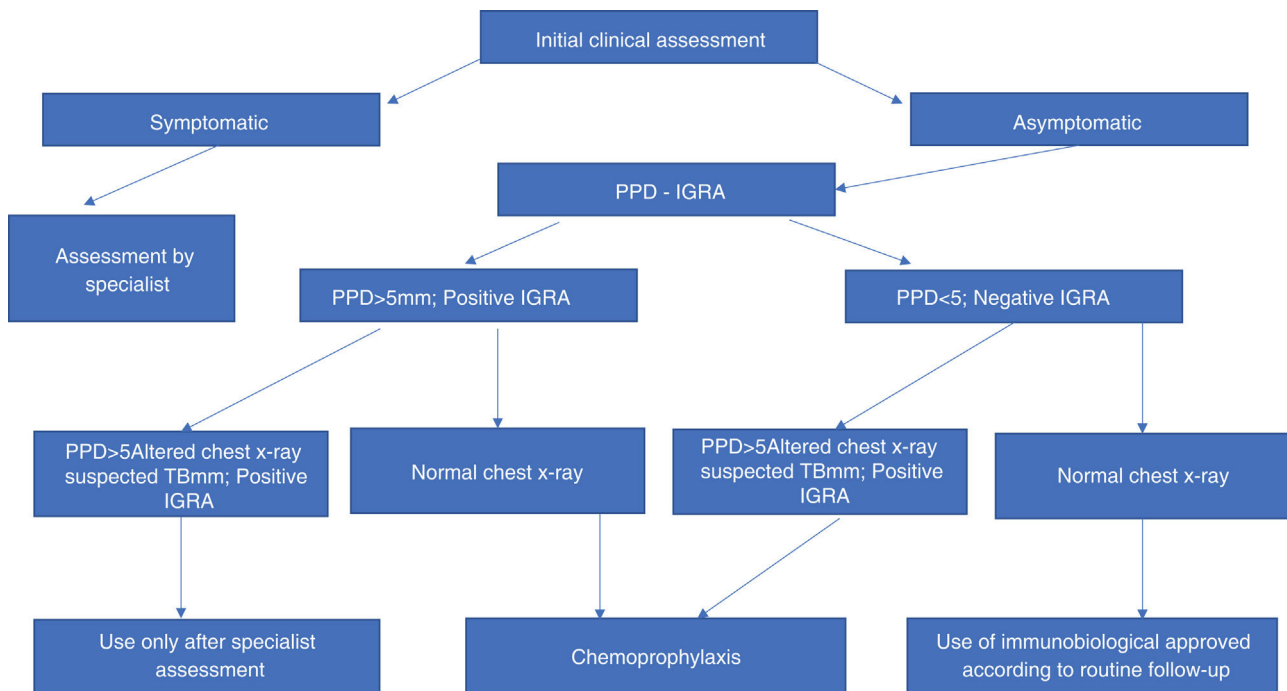 Initial clinical assessment
Symptomatic
Asymptomatic
PPD - IGRA
Assessment by
specialist
PPD>5mm; Positive IGRA
PPD<5; Negative IGRA
PPD>5Altered chest x-ray
suspected TBmm; Positive
IGRA
Normal chest x-ray
PPD>5Altered chest x-ray
suspected TBmm; Positive
IGRA
Normal chest x-ray
Use only after specialist
assessment
Chemoprophylaxis
Use of immunobiological approved
according to routine follow-up